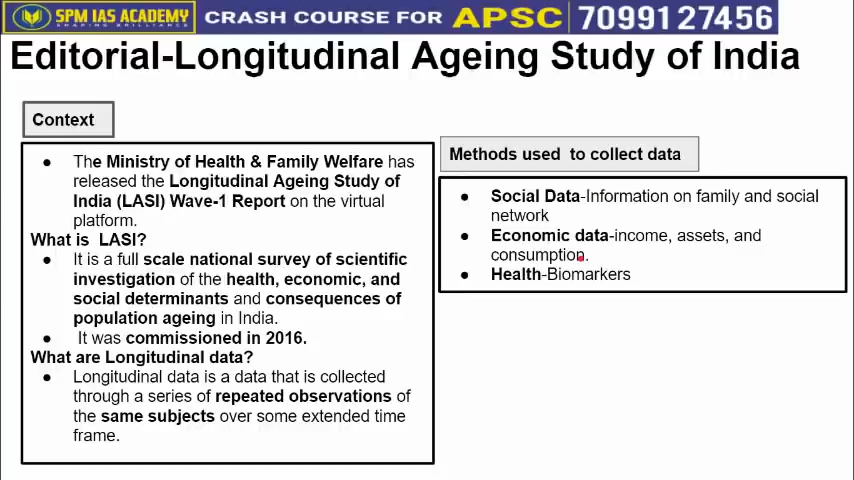 SPM IAS ACADEMY
SHARING BRILLIANCE
CRASH COURSE FOR APSC 7099127456
Editorial-Longitudinal Ageing Study of India
Context
● The Ministry of Health & Family Welfare has
released the Longitudinal Ageing Study of
India (LASI) Wave-1 Report on the virtual
platform.
What is LASI?
● It is a full scale national survey of scientific
investigation of the health, economic, and
social determinants and consequences of
population ageing in India.
● It was commissioned in 2016.
What are Longitudinal data?
● Longitudinal data is a data that is collected
through a series of repeated observations of
the same subjects over some extended time
frame.
Methods used to collect data
● Social Data-Information on family and social
network
● Economic data-income, assets, and
consumption.
● Health-Biomarkers